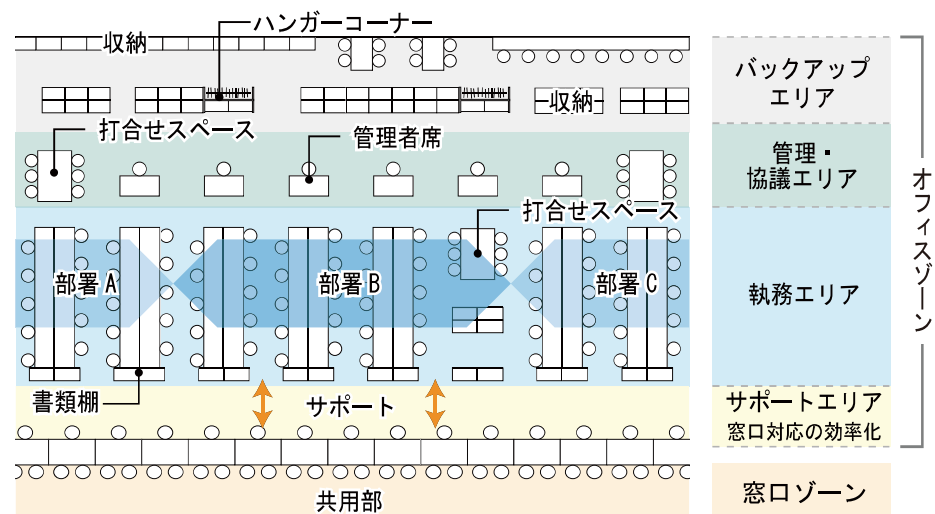 ハンガーコーナー
収納
収納
バックアップ
エリア
打合せスペース
管理者席
管理・
協議エリア
打合せスペース
部署A
部署B
部署C
執務エリア
オフィスゾーン
書類棚
サポート
サポートエリア
窓口対応の効率化
共用部
窓口ゾーン